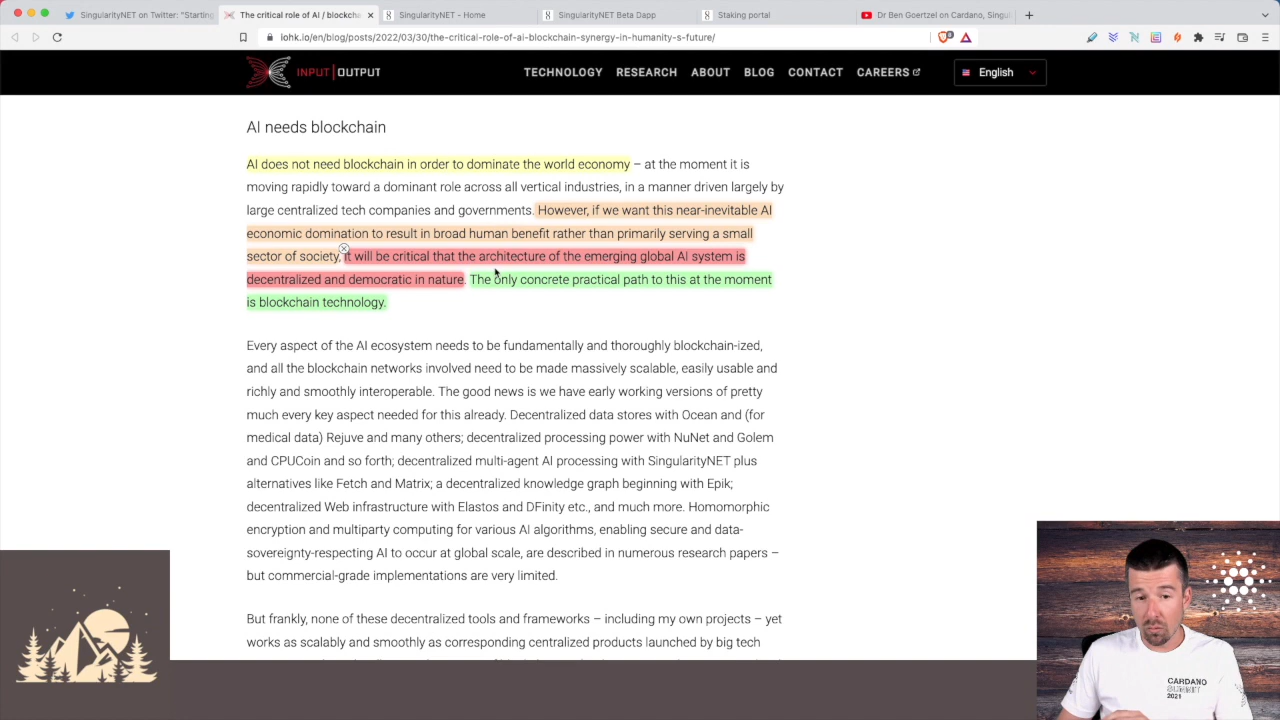 SingularityNET on Twitter: "Starting
The critical role of AI / blockcha
SingularityNET - Home
SingularityNET Beta Dapp
Staking portal
Dr Ben Goertzel on Cardano, Singul
iohk.io/en/blog/posts/2022/03/30/the-critical-role-of-ai-blockchain-synergy-in-humanity-s-future/
INPUT | OUTPUT
TECHNOLOGY RESEARCH ABOUT BLOG CONTACT CAREERS
English
AI needs blockchain
AI does not need blockchain in order to dominate the world economy – at the moment it is
moving rapidly toward a dominant role across all vertical industries, in a manner driven largely by
large centralized tech companies and governments. However, if we want this near-inevitable AI
economic domination to result in broad human benefit rather than primarily serving a small
sector of society, it will be critical that the architecture of the emerging global AI system is
decentralized and democratic in nature. The only concrete practical path to this at the moment
is blockchain technology.
Every aspect of the AI ecosystem needs to be fundamentally and thoroughly blockchain-ized,
and all the blockchain networks involved need to be made massively scalable, easily usable and
richly and smoothly interoperable. The good news is we have early working versions of pretty
much every key aspect needed for this already. Decentralized data stores with Ocean and (for
medical data) Rejuve and many others; decentralized processing power with NuNet and Golem
and CPUCoin and so forth; decentralized multi-agent AI processing with SingularityNET plus
alternatives like Fetch and Matrix; a decentralized knowledge graph beginning with Epik;
decentralized Web infrastructure with Elastos and DFinity etc., and much more. Homomorphic
encryption and multiparty computing for various AI algorithms, enabling secure and data-
sovereignty-respecting AI to occur at global scale, are described in numerous research papers –
but commercial-grade implementations are very limited.
But frankly, none of these decentralized tools and frameworks – including my own projects – yet
works as scalably and smoothly as corresponding centralized products launched by big tech
CARDANO
SUMMIT
2021